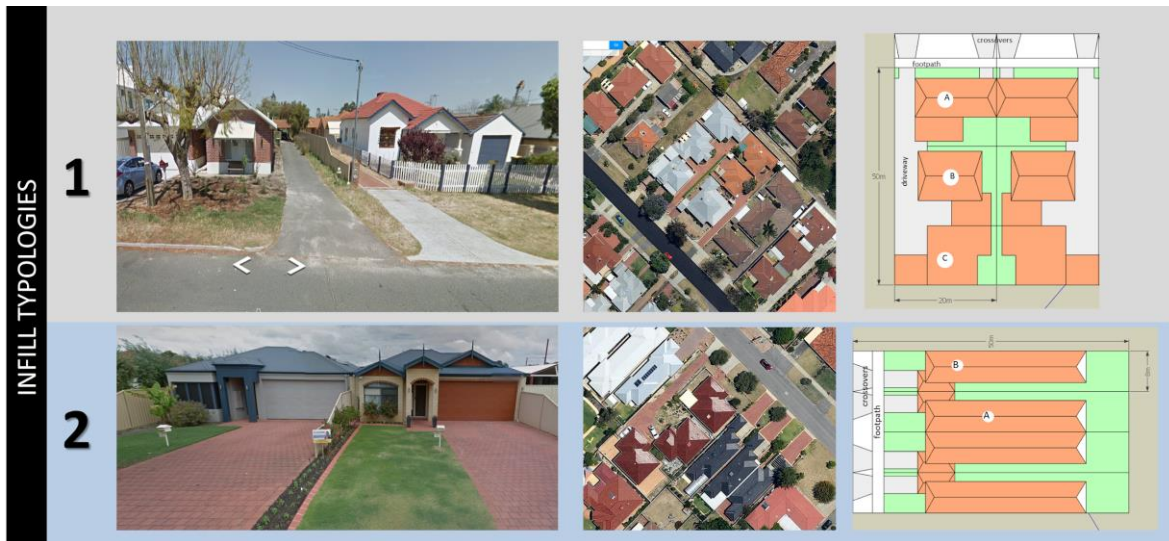 INFILL TYPOLOGIES
1
crossovers
footpath
A
50m
driveway
B
C
20m
2
50m
crossovers
footpath
B
A